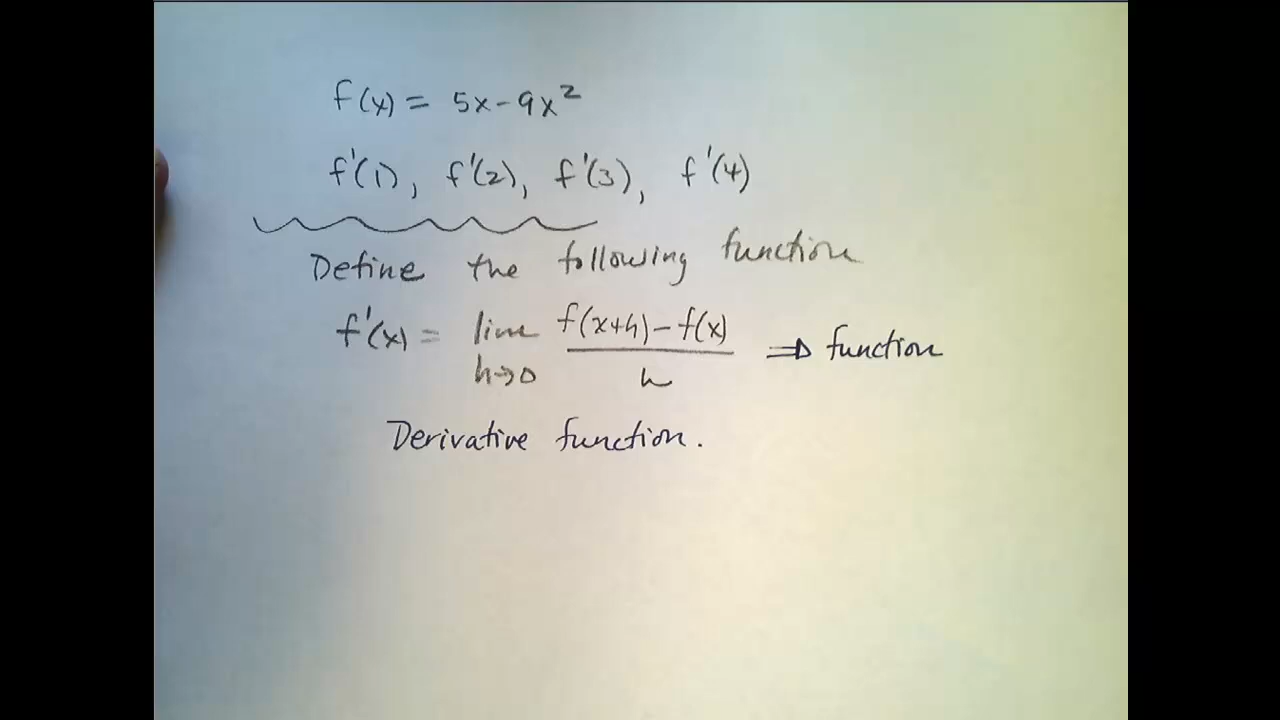 f(x) = 5x - 9x²
f'(1), f'(2), f'(3), f'(4)
Define the following function
f'(x) = lim h→0 f(x+h) - f(x) / h ⇒ function
Derivative function.